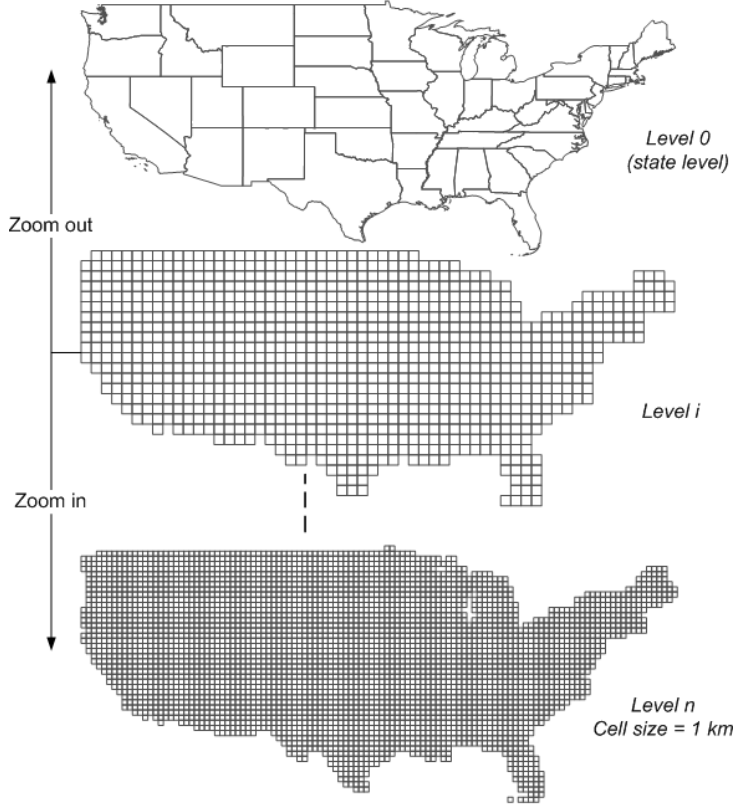 Level 0
(state level)
Zoom out
Level i
Zoom in
Level n
Cell size = 1 km